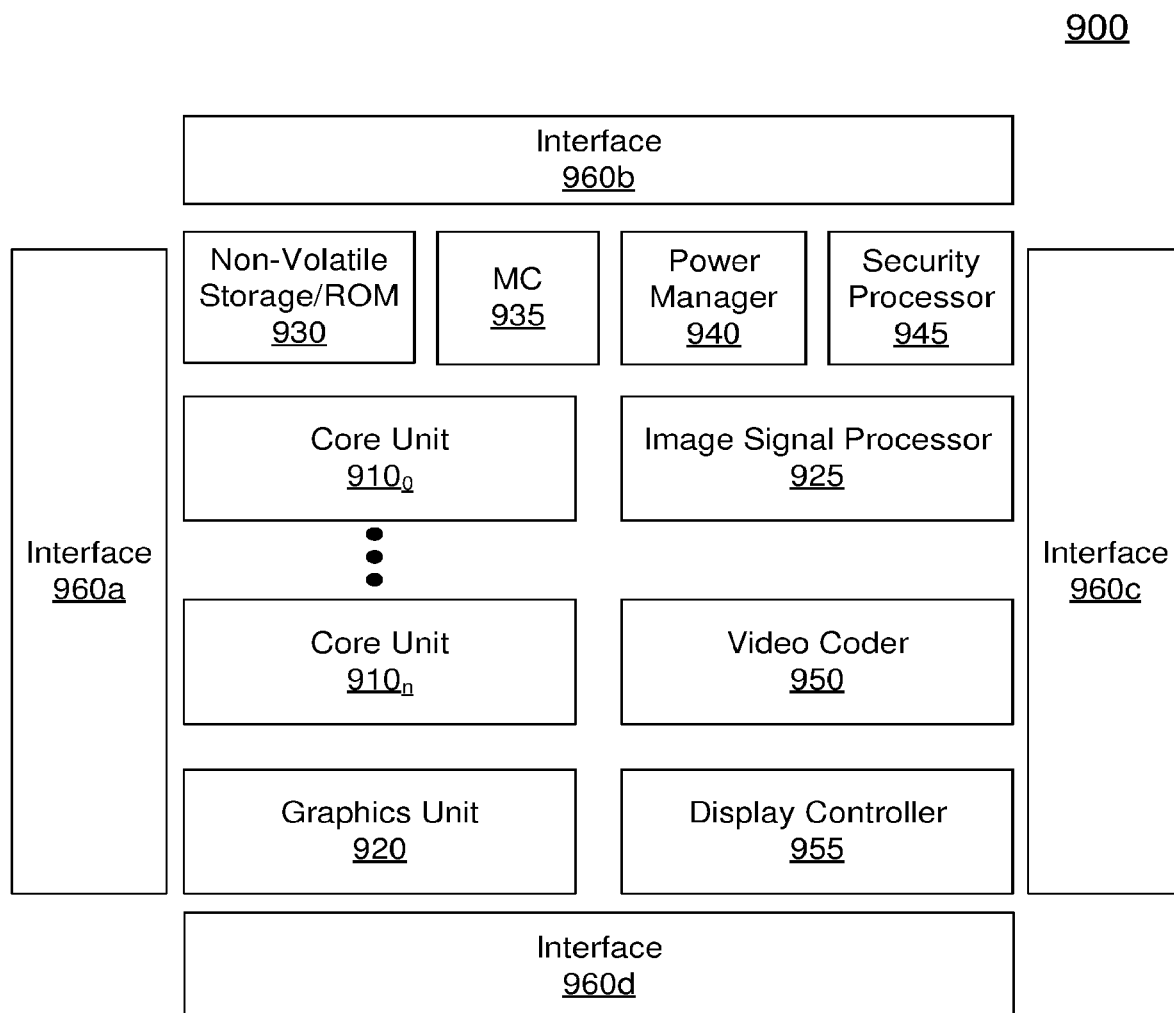 900
Interface
960b
Non-Volatile
Storage/ROM
930
MC
935
Power
Manager
940
Security
Processor
945
Core Unit
910₀
Image Signal Processor
925
Interface
960a
Interface
960c
Core Unit
910ₙ
Video Coder
950
Graphics Unit
920
Display Controller
955
Interface
960d